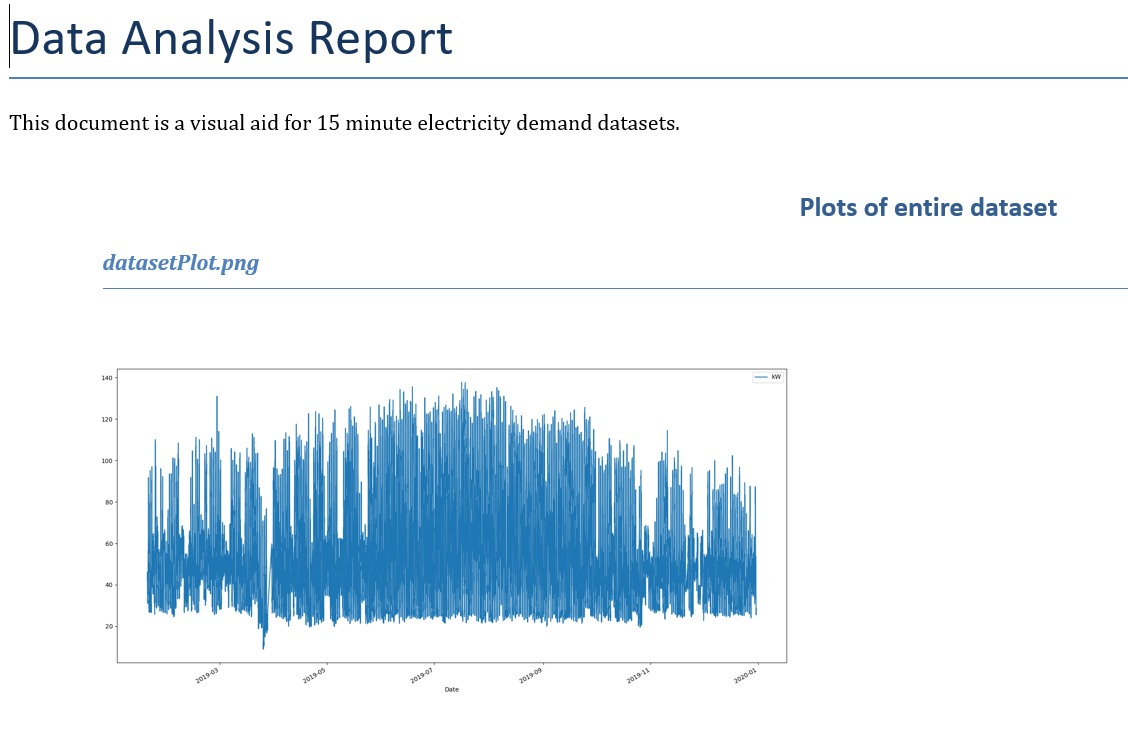 Data Analysis Report
This document is a visual aid for 15 minute electricity demand datasets.
Plots of entire dataset
datasetPlot.png
kW
140
120
100
80
60
40
20
2019-03
2019-05
2019-07
2019-09
2019-11
2020-01
Date